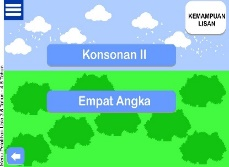 KEMAMPUAN
LISAN
Konsonan II
Empat Angka